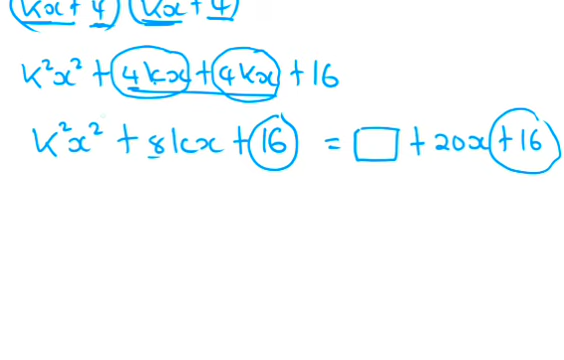 (kx + 4) (kx + 4)
k²x² + 4kx + 4kx + 16
k²x² + 8kx + 16 = □ + 20x + 16